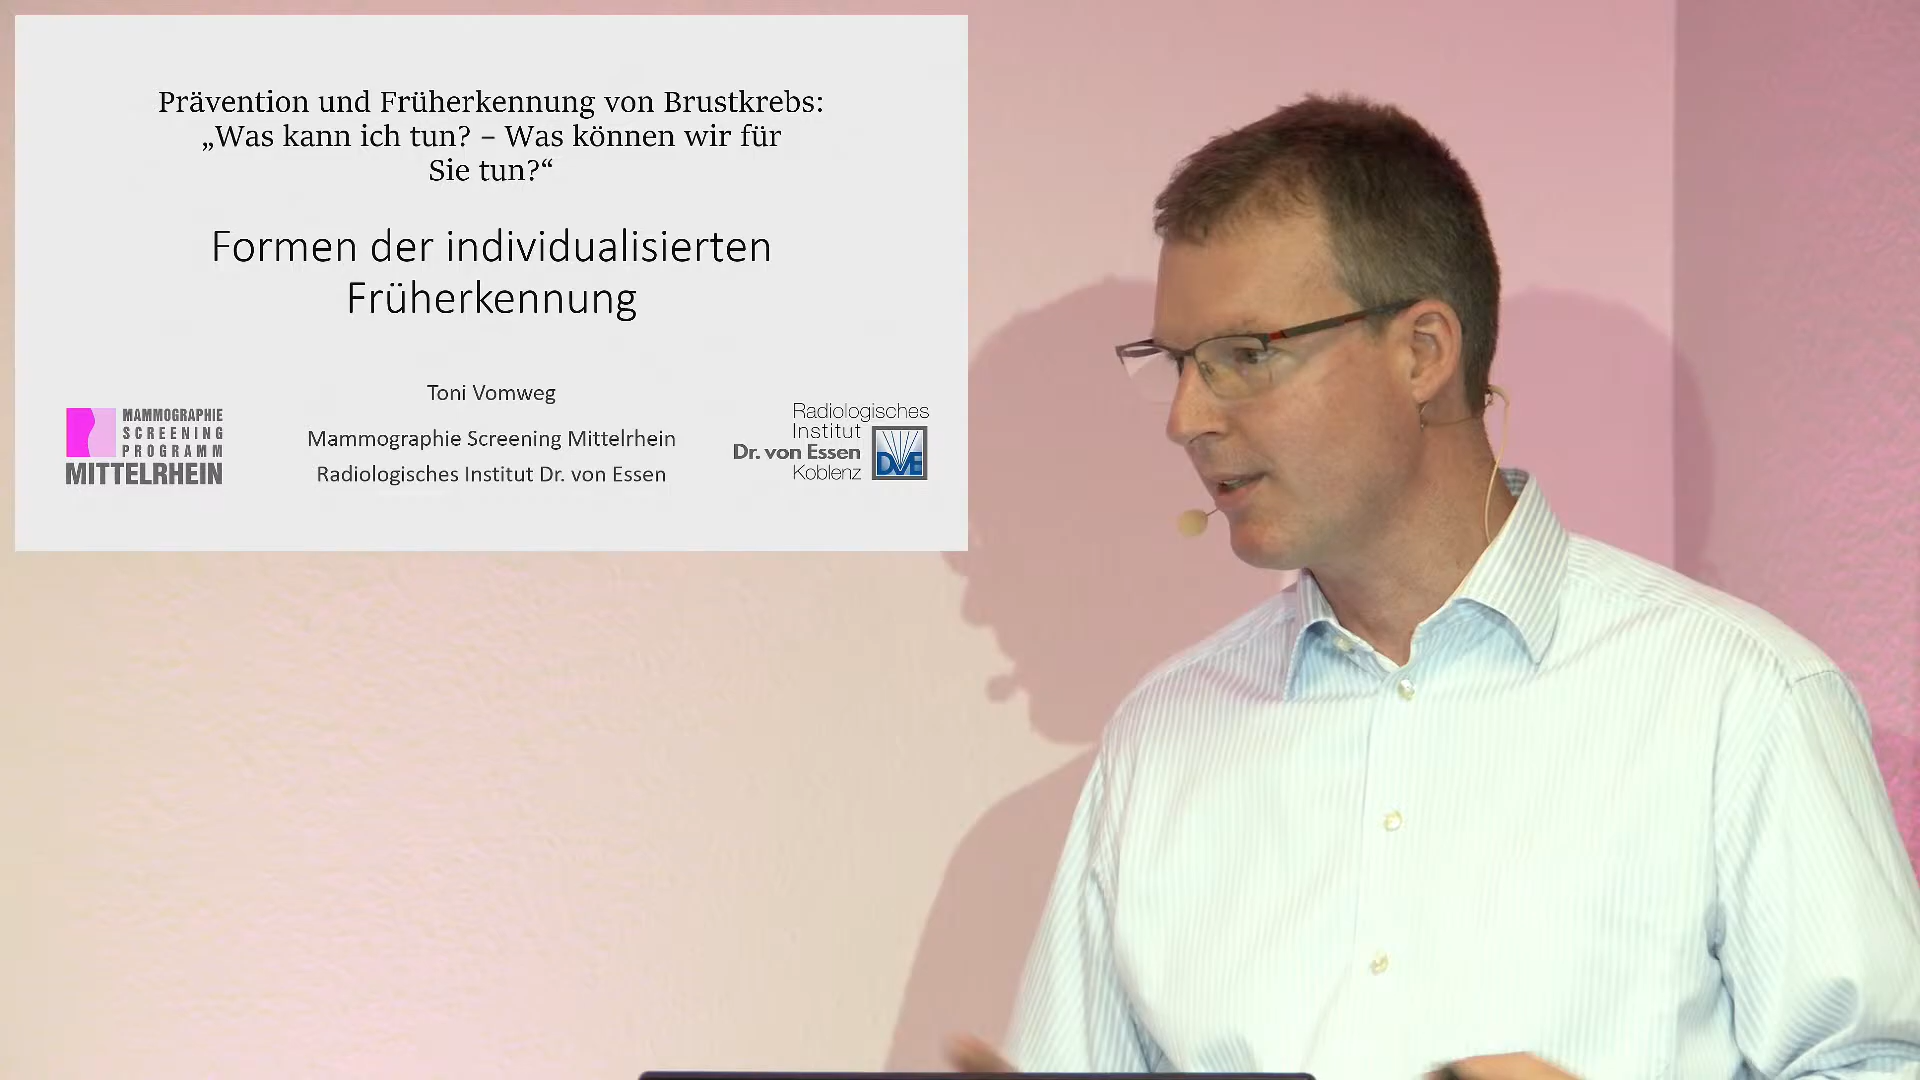 Prävention und Früherkennung von Brustkrebs:
„Was kann ich tun? – Was können wir für
Sie tun?“
Formen der individualisierten
Früherkennung
Toni Vomweg
Mammographie Screening Mittelrhein
Radiologisches Institut Dr. von Essen
MAMMOGRAPHIE
SCREENING
PROGRAMM
MITTELRHEIN
Radiologisches
Institut
Dr. von Essen
Koblenz
DVE